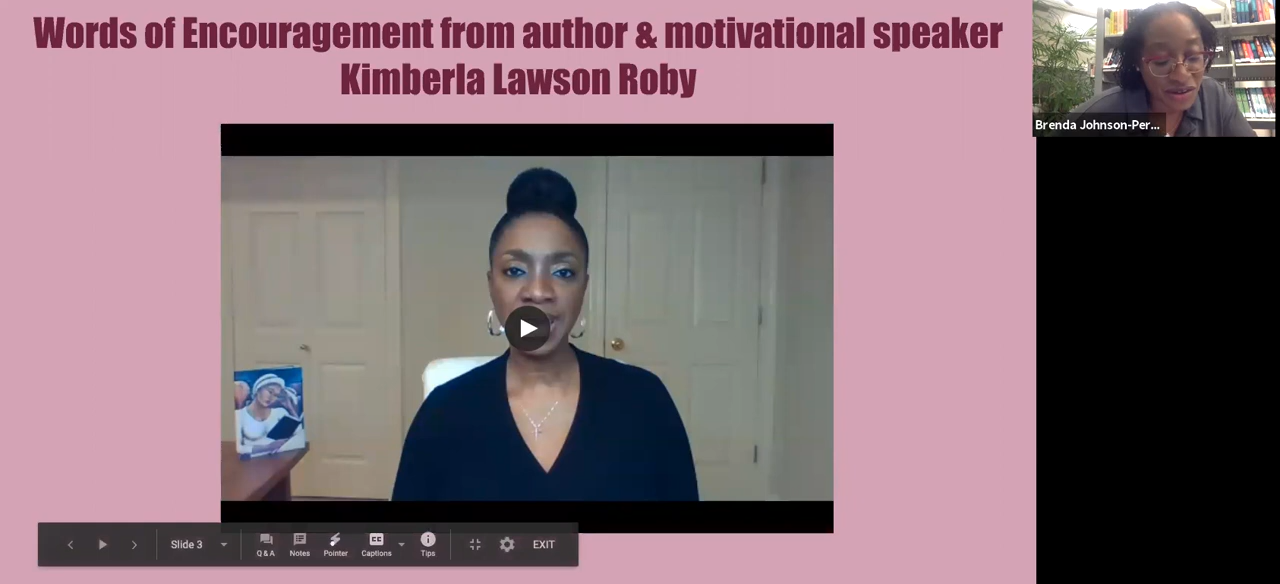 Words of Encouragement from author & motivational speaker
Kimberla Lawson Roby
Brenda Johnson-Per...
Slide 3
Q & A
Notes
Pointer
CC
Captions
Tips
EXIT